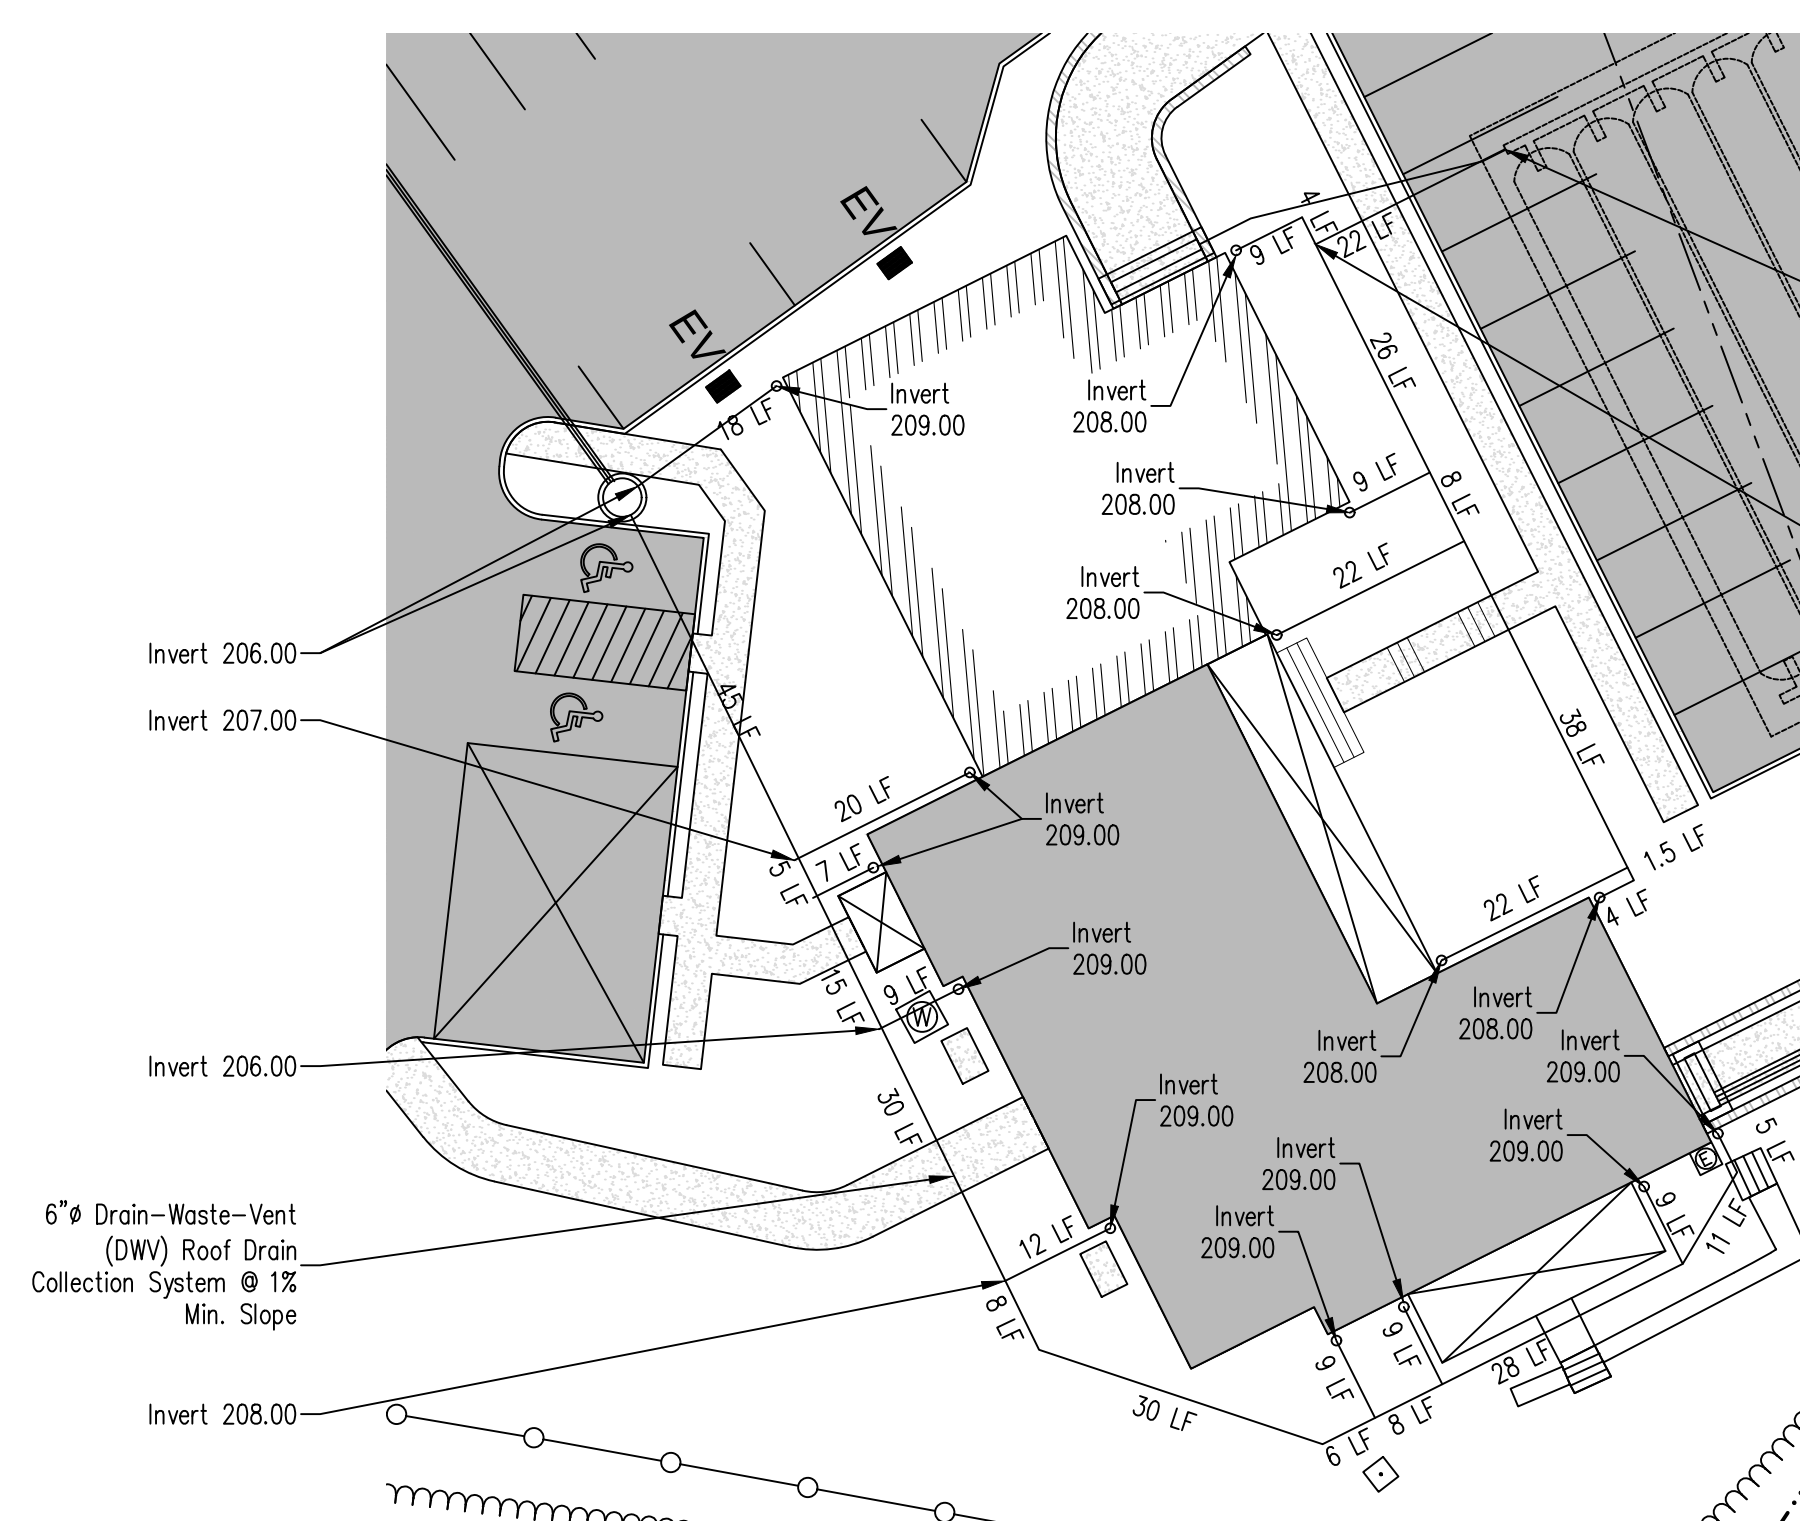 EV
4 LF
9 LF
22 LF
EV
26 LF
Invert
209.00
Invert
208.00
18 LF
Invert
208.00
9 LF
8 LF
Invert
208.00
22 LF
Invert 206.00
Invert 207.00
45 LF
38 LF
20 LF
Invert
209.00
7 LF
5 LF
1.5 LF
22 LF
4 LF
Invert
209.00
15 LF
9 LF
W
Invert
208.00
Invert
208.00
Invert
209.00
Invert 206.00
30 LF
Invert
209.00
Invert
209.00
5 LF
E
Invert
209.00
9 LF
11 LF
6"ø Drain-Waste-Vent
(DWV) Roof Drain
Collection System @ 1%
Min. Slope
12 LF
Invert
209.00
8 LF
9 LF
9 LF
28 LF
Invert 208.00
30 LF
6 LF
8 LF